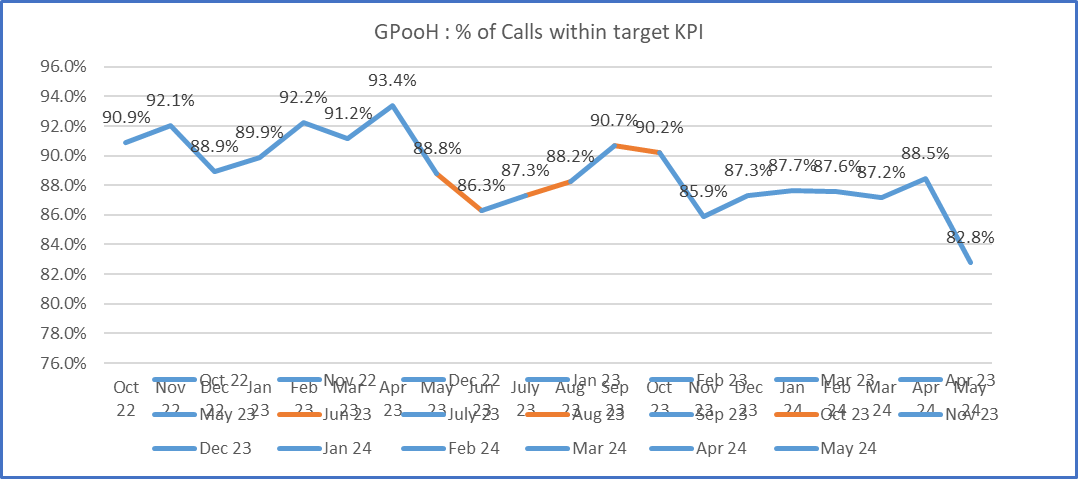 GPooH : % of Calls within target KPI
96.0%
94.0%
92.0%
90.0%
88.0%
86.0%
84.0%
82.0%
80.0%
78.0%
76.0%
90.9%
92.1%
88.9%
89.9%
92.2%
91.2%
93.4%
88.8%
86.3%
87.3%
88.2%
90.7%
90.2%
85.9%
87.3%
87.7%
87.6%
87.2%
88.5%
82.8%
Oct 22
Nov 22
Dec 22
Jan 23
Feb 23
Mar 23
Apr 23
May 23
Jun 23
July 23
Aug 23
Sep 23
Oct 23
Nov 23
Dec 23
Jan 24
Feb 24
Mar 24
Apr 24
May 24
Oct 22 Nov 22 Dec 22 Jan 23 Feb 23 Mar 23 Apr 23
May 23 Jun 23 July 23 Aug 23 Sep 23 Oct 23 Nov 23
Dec 23 Jan 24 Feb 24 Mar 24 Apr 24 May 24